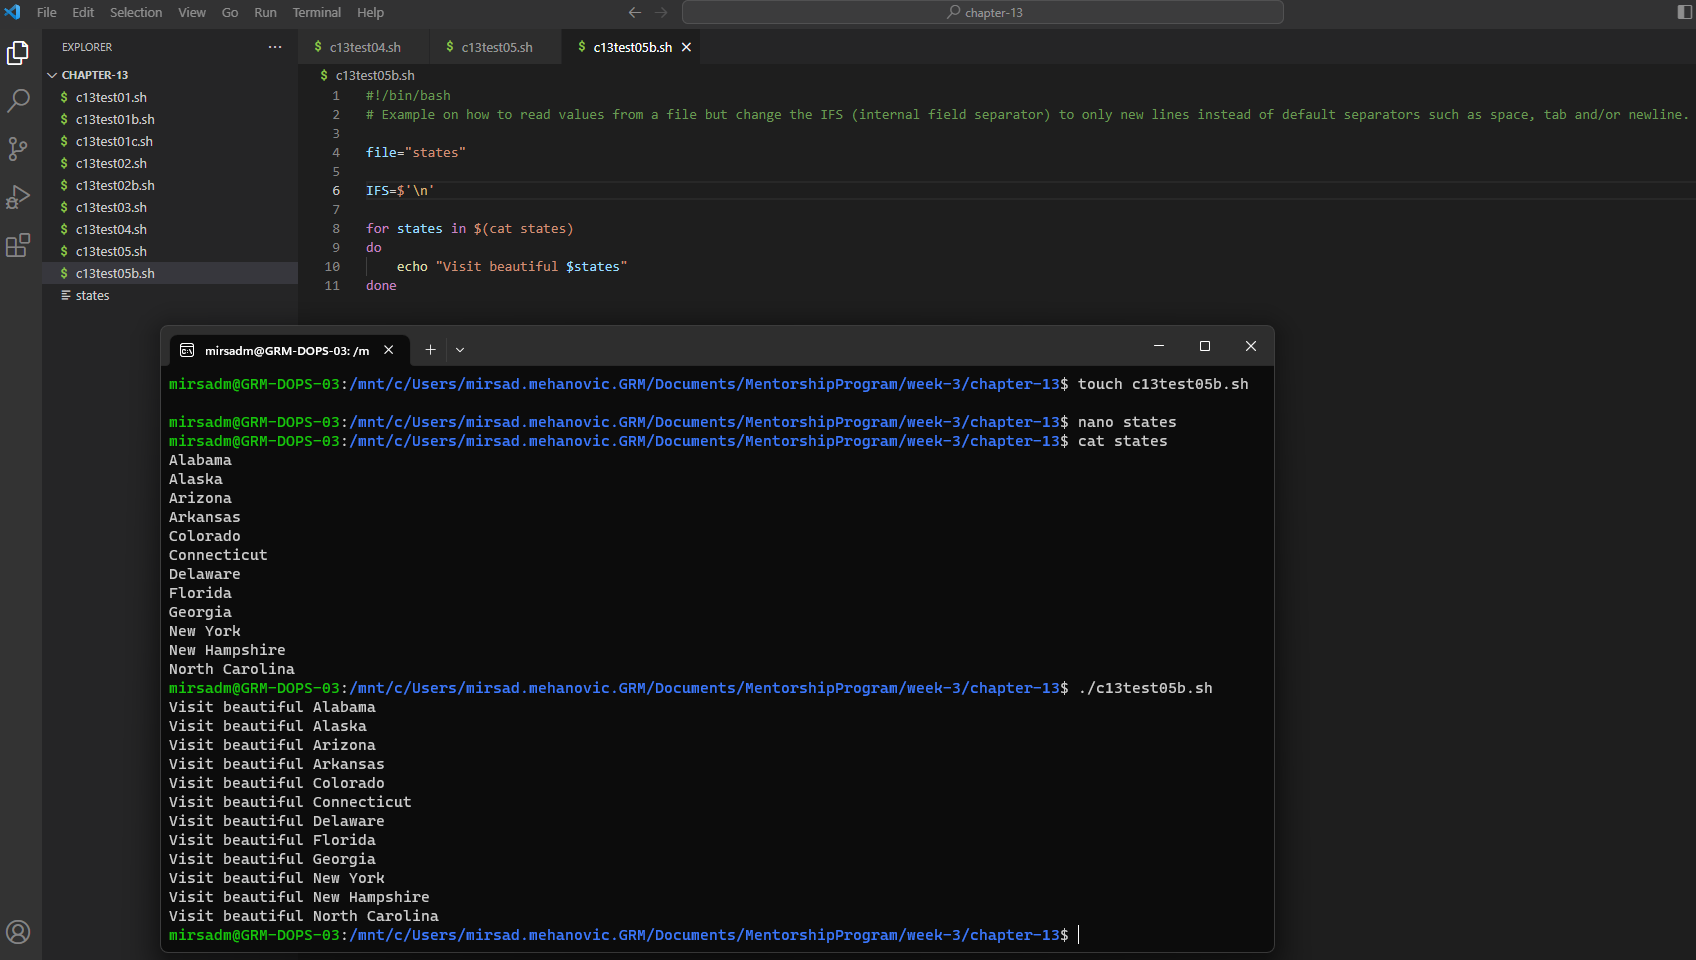 File Edit Selection View Go Run Terminal Help
chapter-13
EXPLORER
CHAPTER-13
$ c13test01.sh
$ c13test01b.sh
$ c13test01c.sh
$ c13test02.sh
$ c13test02b.sh
$ c13test03.sh
$ c13test04.sh
$ c13test05.sh
$ c13test05b.sh
states
$ c13test04.sh $ c13test05.sh $ c13test05b.sh
$ c13test05b.sh
1 #!/bin/bash
2 # Example on how to read values from a file but change the IFS (internal field separator) to only new lines instead of default separators such as space, tab and/or newline.
3
4 file="states"
5
6 IFS=$'\n'
7
8 for states in $(cat states)
9 do
10 echo "Visit beautiful $states"
11 done
mirsadm@GRM-DOPS-03: /m
mirsadm@GRM-DOPS-03:/mnt/c/Users/mirsad.mehanovic.GRM/Documents/MentorshipProgram/week-3/chapter-13$ touch c13test05b.sh
mirsadm@GRM-DOPS-03:/mnt/c/Users/mirsad.mehanovic.GRM/Documents/MentorshipProgram/week-3/chapter-13$ nano states
mirsadm@GRM-DOPS-03:/mnt/c/Users/mirsad.mehanovic.GRM/Documents/MentorshipProgram/week-3/chapter-13$ cat states
Alabama
Alaska
Arizona
Arkansas
Colorado
Connecticut
Delaware
Florida
Georgia
New York
New Hampshire
North Carolina
mirsadm@GRM-DOPS-03:/mnt/c/Users/mirsad.mehanovic.GRM/Documents/MentorshipProgram/week-3/chapter-13$ ./c13test05b.sh
Visit beautiful Alabama
Visit beautiful Alaska
Visit beautiful Arizona
Visit beautiful Arkansas
Visit beautiful Colorado
Visit beautiful Connecticut
Visit beautiful Delaware
Visit beautiful Florida
Visit beautiful Georgia
Visit beautiful New York
Visit beautiful New Hampshire
Visit beautiful North Carolina
mirsadm@GRM-DOPS-03:/mnt/c/Users/mirsad.mehanovic.GRM/Documents/MentorshipProgram/week-3/chapter-13$